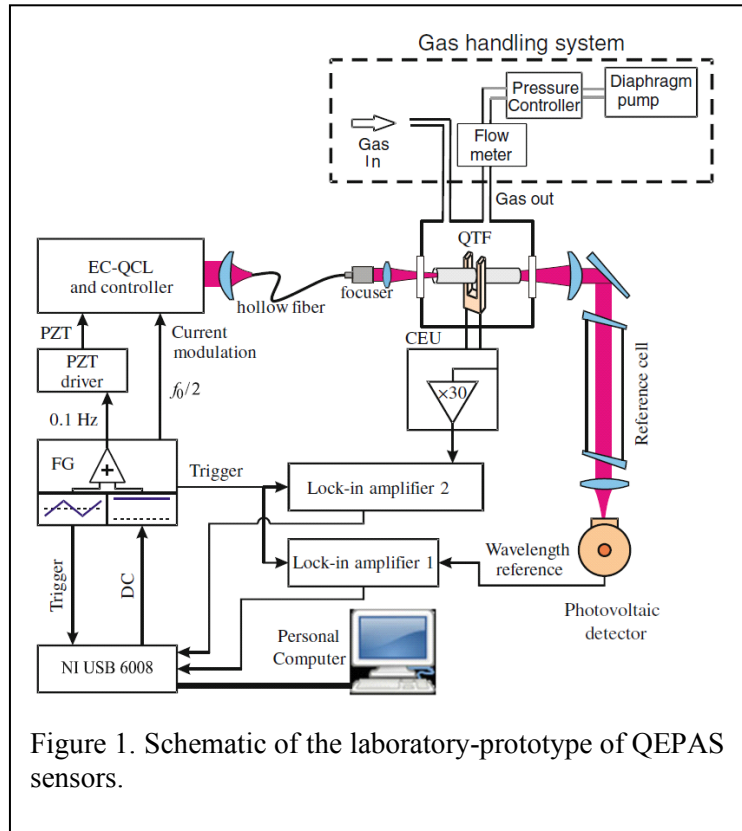 Gas handling system
Pressure
Controller
Diaphragm
pump
Gas
In
Flow
meter
Gas out
EC-QCL
and controller
hollow fiber
focuser
QTF
PZT
Current
modulation
CEU
PZT
driver
f₀/2
×30
0.1 Hz
Reference cell
FG
+
Trigger
Lock-in amplifier 2
Lock-in amplifier 1
Wavelength
reference
Trigger
DC
Photovoltaic
detector
Personal
Computer
NI USB 6008
Figure 1. Schematic of the laboratory-prototype of QEPAS
sensors.